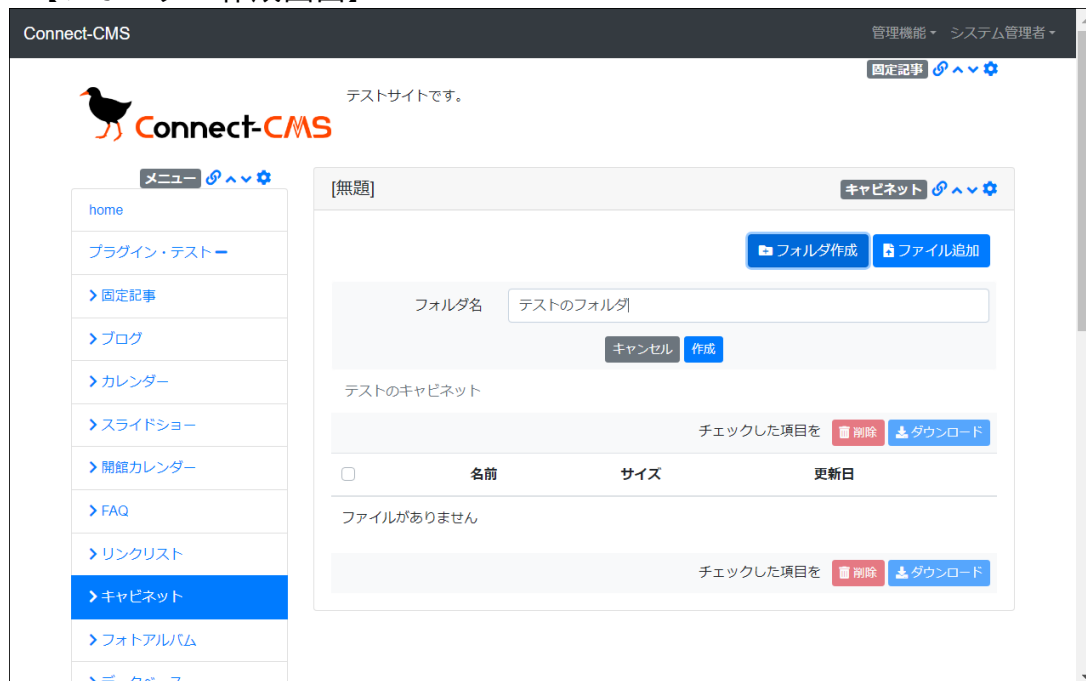 Connect-CMS
管理機能 システム管理者
固定記事
テストサイトです。
Connect-CMS
メニュー
home
プラグイン・テスト
固定記事
ブログ
カレンダー
スライドショー
開館カレンダー
FAQ
リンクリスト
キャビネット
フォトアルバム
[無題]
キャビネット
フォルダ作成 ファイル追加
フォルダ名 テストのフォルダ
キャンセル 作成
テストのキャビネット
チェックした項目を 削除 ダウンロード
名前 サイズ 更新日
ファイルがありません
チェックした項目を 削除 ダウンロード